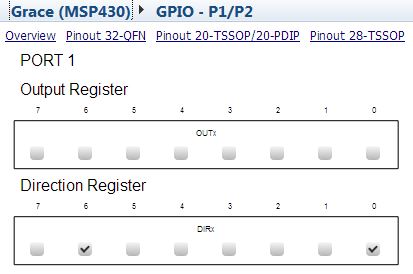 Grace (MSP430) GPIO - P1/P2
Overview Pinout 32-QFN Pinout 20-TSSOP/20-PDIP Pinout 28-TSSOP
PORT 1
Output Register
7 6 5 4 3 2 1 0
OUTx
Direction Register
7 6 5 4 3 2 1 0
DIRx